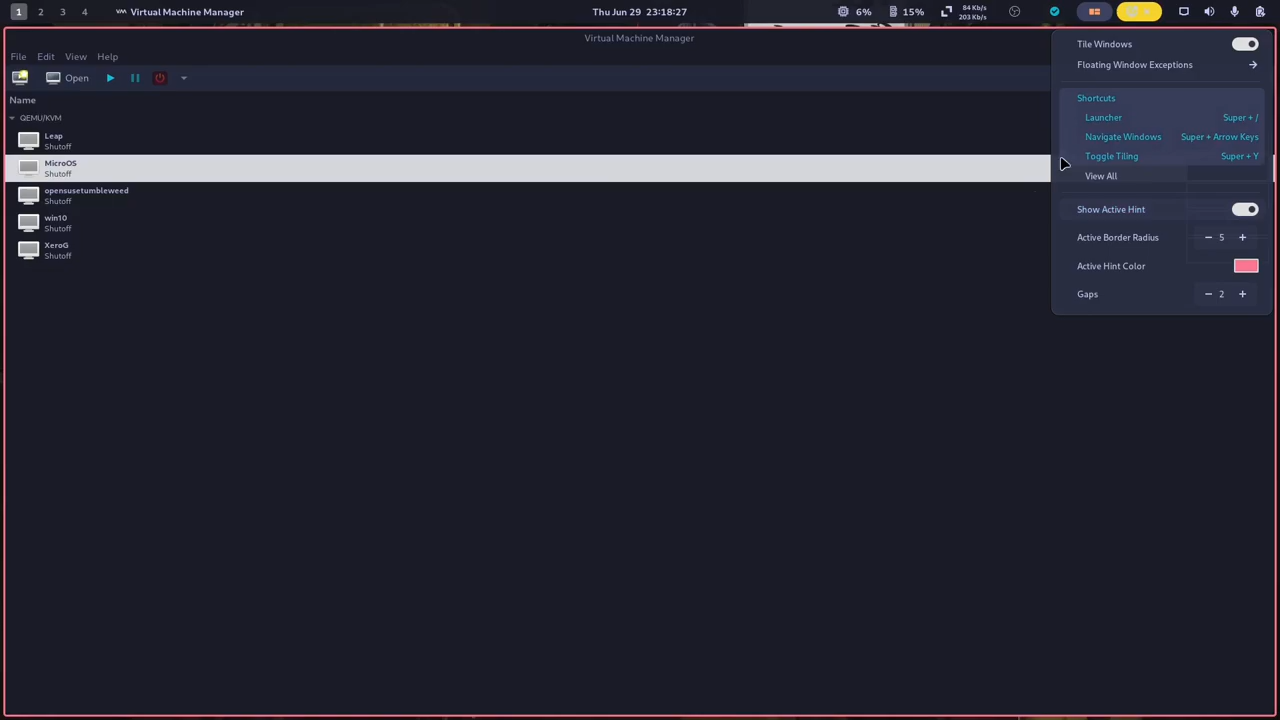 1 2 3 4 Virtual Machine Manager Thu Jun 29 23:18:27 6% 15% 84 Kb/s
203 Kb/s
Virtual Machine Manager
File Edit View Help
Open
Name
QEMU/KVM
Leap
Shutoff
MicroOS
Shutoff
opensusetumbleweed
Shutoff
win10
Shutoff
XeroG
Shutoff
Tile Windows
Floating Window Exceptions
Shortcuts
Launcher Super + /
Navigate Windows Super + Arrow Keys
Toggle Tiling Super + Y
View All
Show Active Hint
Active Border Radius − 5 +
Active Hint Color
Gaps − 2 +